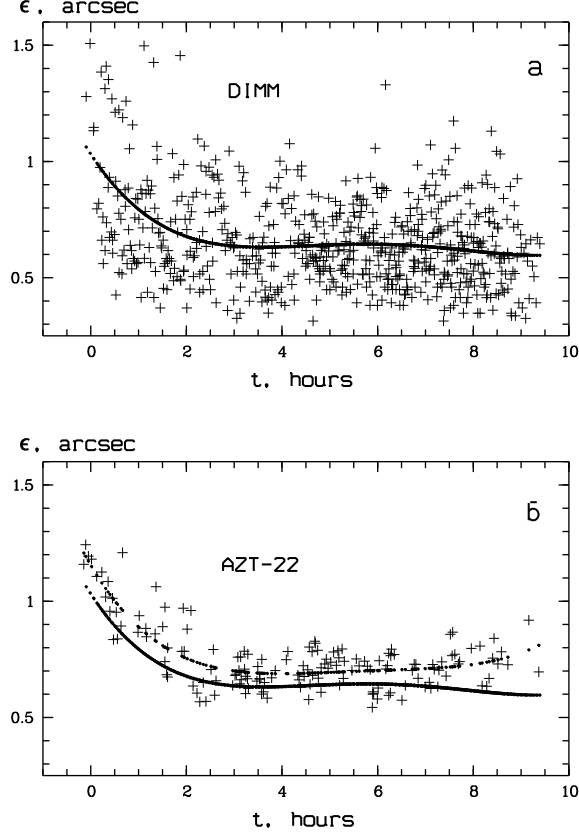 ϵ, arcsec
1.5
a
DIMM
1
0.5
0 2 4 6 8 10
t, hours
ϵ, arcsec
1.5
б
AZT-22
1
0.5
0 2 4 6 8 10
t, hours